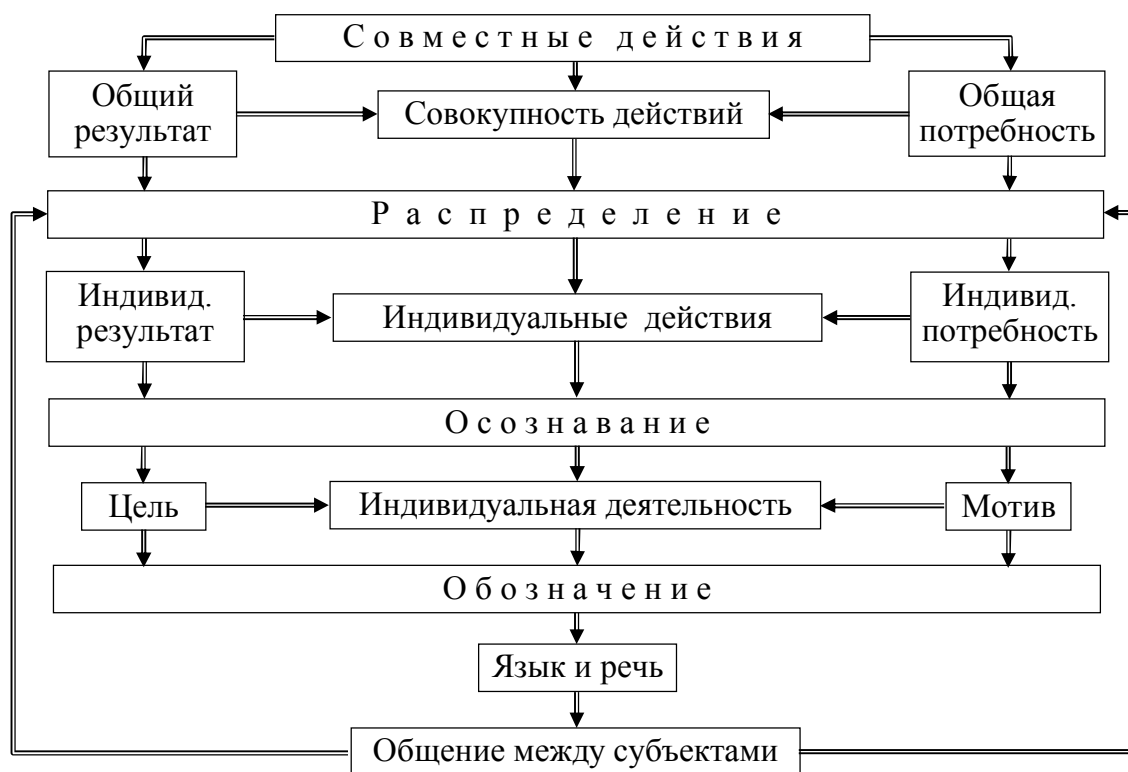 Совместные действия
Общий
результат
Совокупность действий
Общая
потребность
Распределение
Индивид.
результат
Индивидуальные действия
Индивид.
потребность
Осознавание
Цель
Индивидуальная деятельность
Мотив
Обозначение
Язык и речь
Общение между субъектами